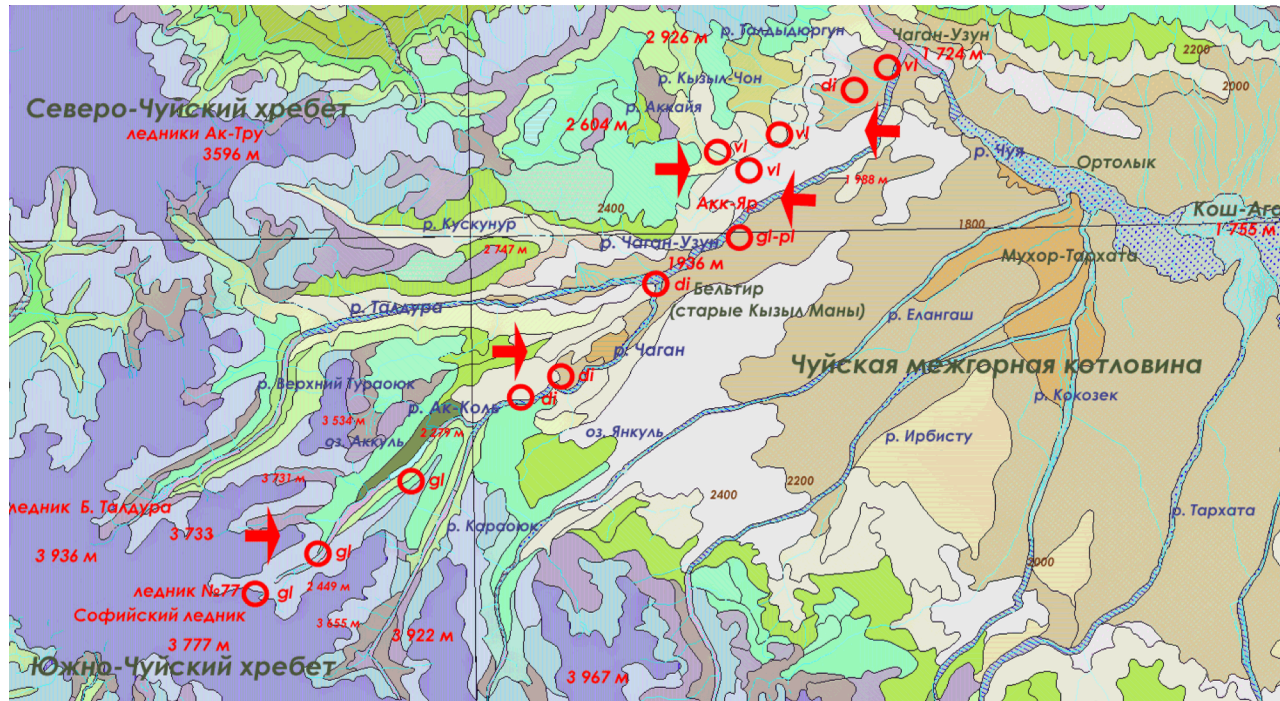 Чаган-Узун
1 724 м
2200
2000
р. Талдыдюргун
2 926 м
vl
di
р. Кызыл-Чон
р. Аккайя
2 604 м
Северо-Чуйский хребет
ледники Ак-Тру
3596 м
vl
vl
vl
р. Чуя
Ортолык
1 988 м
Акк-Яр
2400
р. Кускунур
2 747 м
р. Чаган-Узун
gl-pl
1800
Кош-Ага
1 755 м
Мухор-Тархата
1936 м
di
Бельтир
(старые Кызыл Маны)
р. Талдура
р. Елангаш
р. Чаган
Чуйская межгорная котловина
di
di
р. Верхний Тураоюк
р. Ак-Коль
р. Кокозек
3 534 м
2 279 м
оз. Аккуль
оз. Янкуль
р. Ирбисту
3 731 м
gl
2200
2400
ледник Б. Талдура
3 733
р. Караоюк
р. Тархата
3 936 м
gl
2000
ледник №77
gl
2 449 м
Софийский ледник
3 655 м
3 922 м
3 777 м
Южно-Чуйский хребет
3 967 м